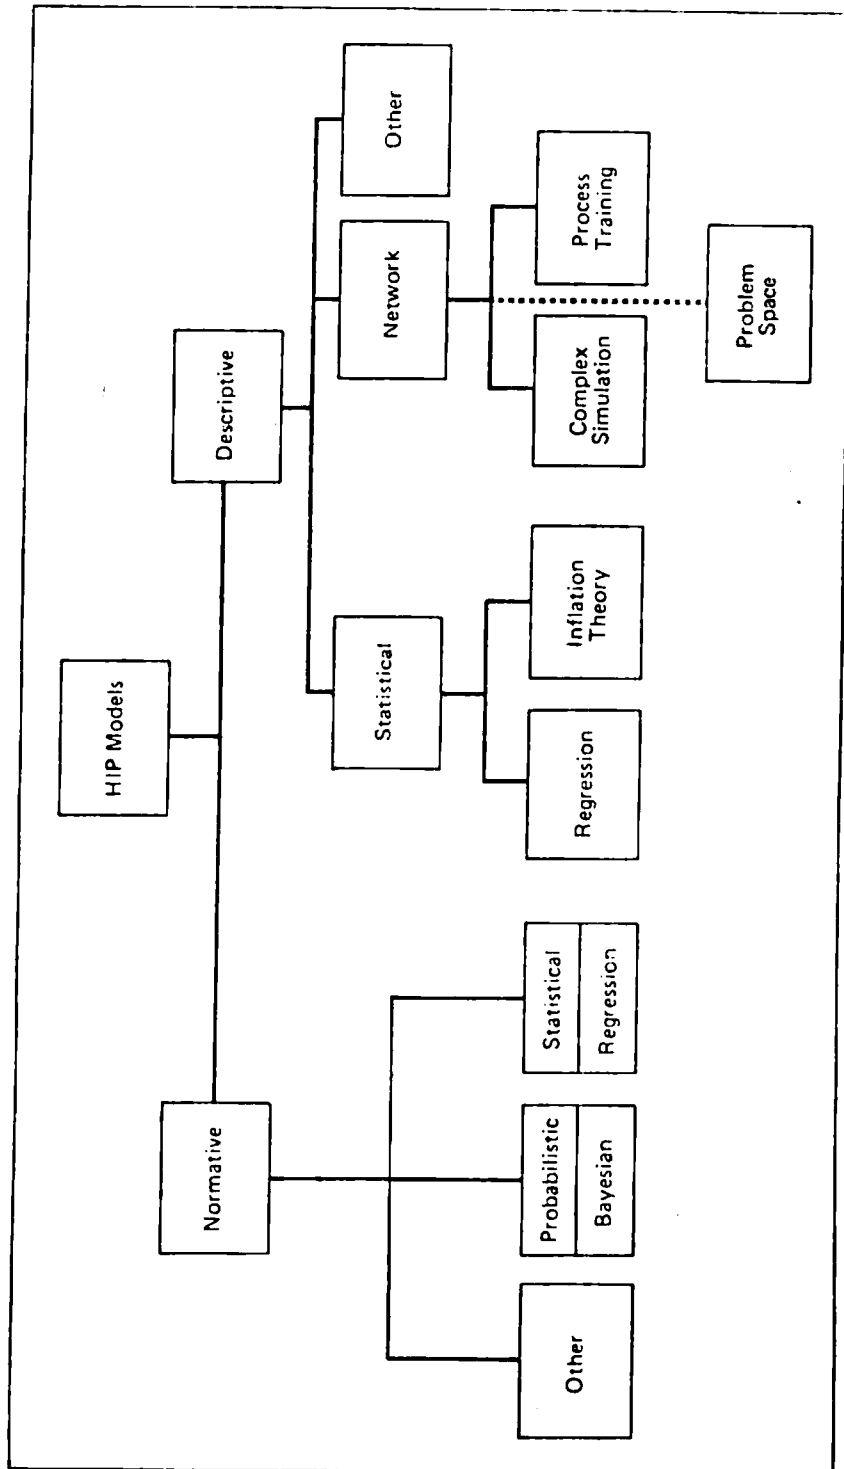 HIP Models
Normative
Descriptive
Other
Probabilistic
Bayesian
Statistical
Regression
Statistical
Network
Other
Regression
Inflation
Theory
Complex
Simulation
Process
Training
Problem
Space